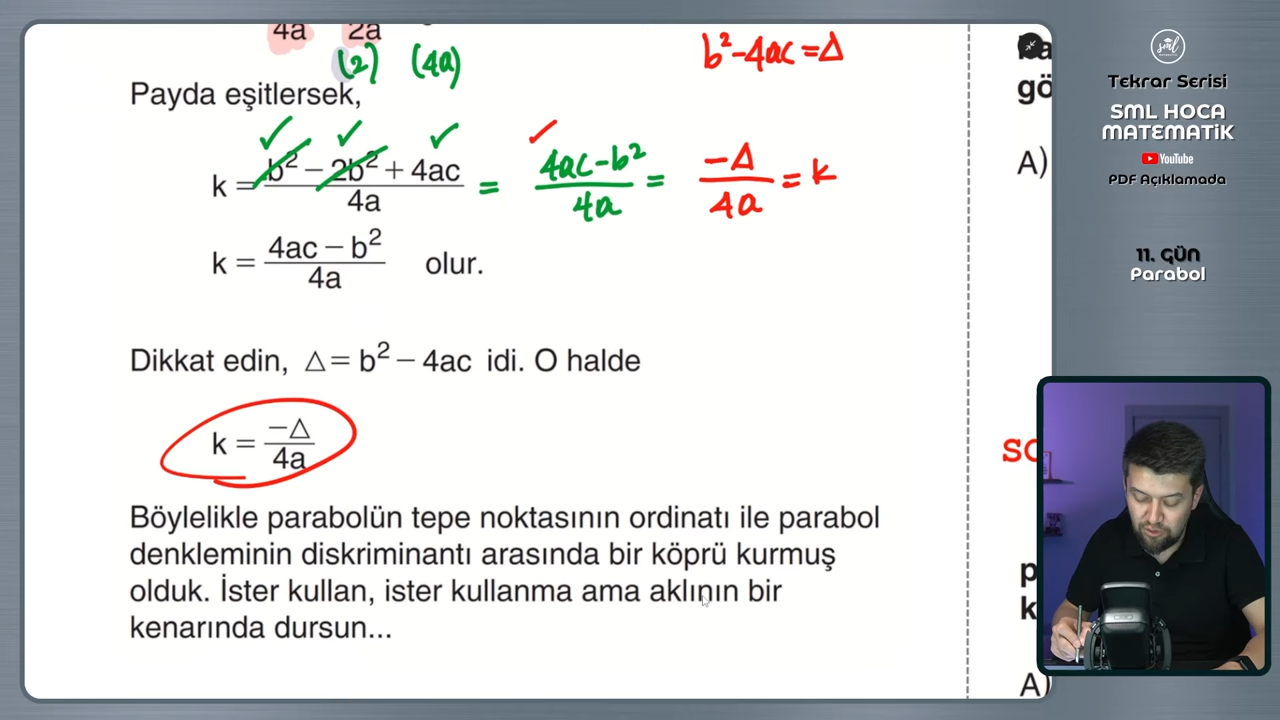 4a 2a
(2) (4a)
b² - 4ac = Δ
Payda eşitlersek,
k = b² − 2b² + 4ac / 4a = 4ac - b² / 4a = -Δ / 4a = k
k = 4ac − b² / 4a olur.
Dikkat edin, △ = b² − 4ac idi. O halde
k = −△ / 4a
Böylelikle parabolün tepe noktasının ordinatı ile parabol
denkleminin diskriminantı arasında bir köprü kurmuş
olduk. İster kullan, ister kullanma ama aklının bir
kenarında dursun...
gö
A)
SO
p
k
A)
sml
Tekrar Serisi
SML HOCA
MATEMATİK
YouTube
PDF Açıklamada
11. GÜN
Parabol